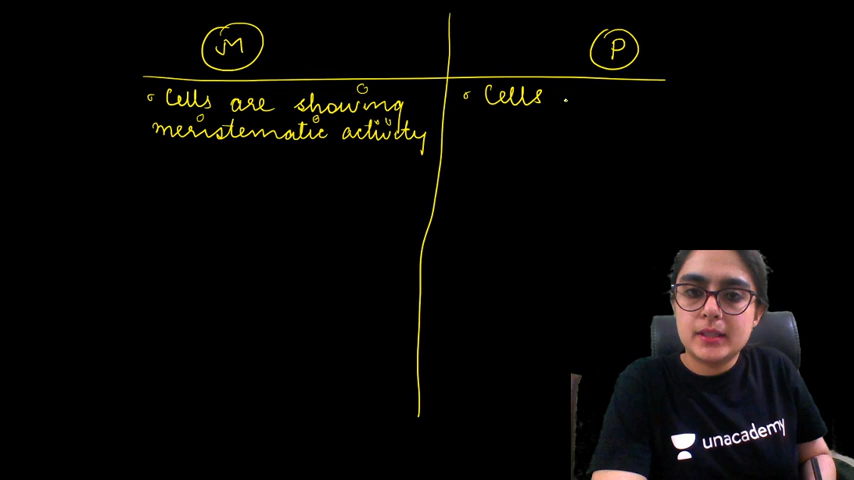 M
P
• Cells are showing
meristematic activity
• Cells
unacademy